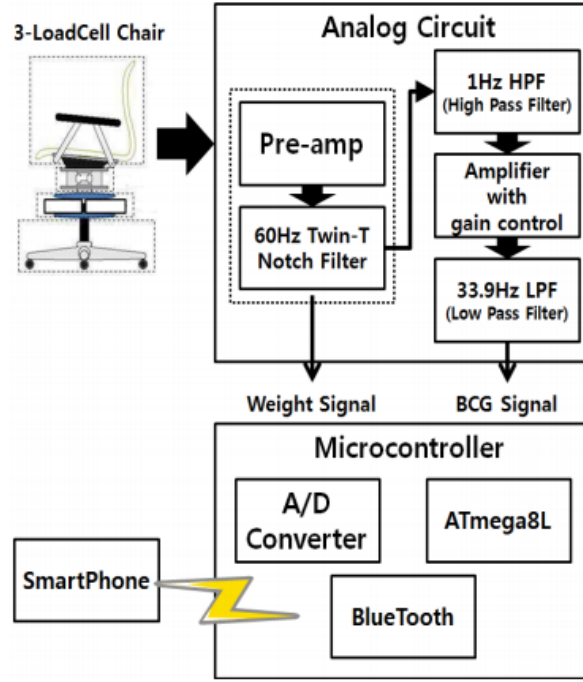 3-LoadCell Chair
Analog Circuit
Pre-amp
60Hz Twin-T
Notch Filter
1Hz HPF
(High Pass Filter)
Amplifier
with
gain control
33.9Hz LPF
(Low Pass Filter)
Weight Signal
BCG Signal
Microcontroller
A/D
Converter
ATmega8L
BlueTooth
SmartPhone